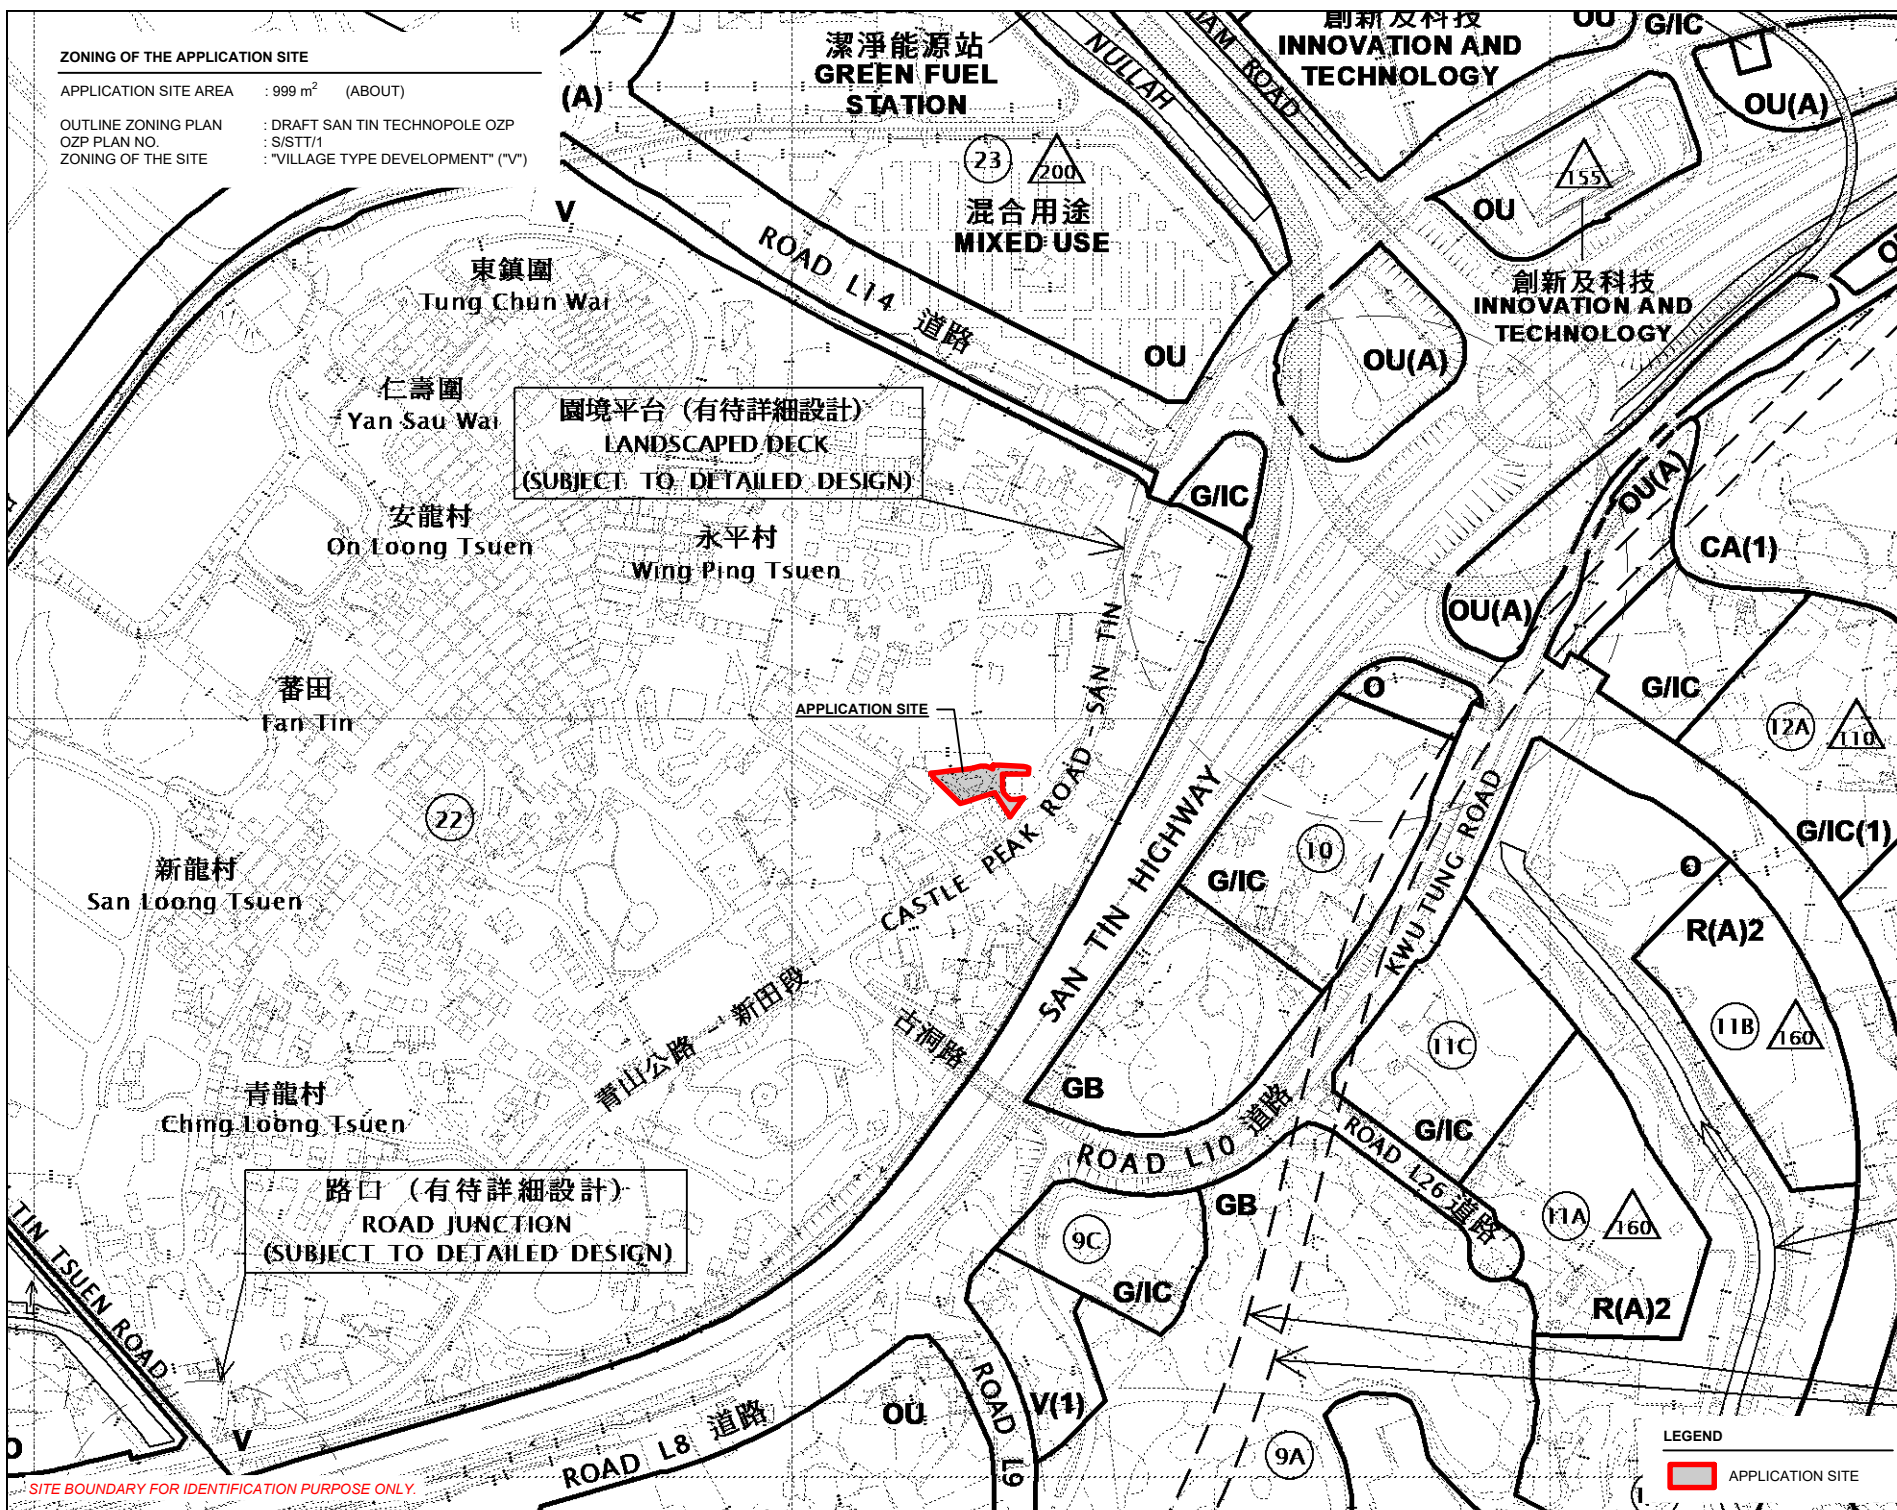 ZONING OF THE APPLICATION SITE
APPLICATION SITE AREA : 999 m² (ABOUT)
OUTLINE ZONING PLAN : DRAFT SAN TIN TECHNOPOLE OZP
OZP PLAN NO. : S/STT/1
ZONING OF THE SITE : "VILLAGE TYPE DEVELOPMENT" ("V")
(A)
潔淨能源站
GREEN FUEL
STATION
NULLAH
ROAD
創新及科技
INNOVATION AND
TECHNOLOGY
OU
G/IC
OU(A)
23
200
混合用途
MIXED USE
155
OU
創新及科技
INNOVATION AND
TECHNOLOGY
V
ROAD L14 道路
OU
OU(A)
東鎮圍
Tung Chun Wai
仁壽圍
Yan Sau Wai
園境平台 (有待詳細設計)
LANDSCAPED DECK
(SUBJECT TO DETAILED DESIGN)
G/IC
OU(A)
CA(1)
安龍村
On Loong Tsuen
永平村
Wing Ping Tsuen
OU(A)
蕃田
Fan Tin
APPLICATION SITE
CASTLE PEAK ROAD - SAN TIN
O
G/IC
12A
110
22
SAN TIN HIGHWAY
10
G/IC
KWU TUNG ROAD
G/IC(1)
O
R(A)2
新龍村
San Loong Tsuen
青山公路 - 新田段
古洞路
11B
160
11C
G/IC
GB
青龍村
Ching Loong Tsuen
ROAD L10 道路
ROAD L26 道路
路口 (有待詳細設計)
ROAD JUNCTION
(SUBJECT TO DETAILED DESIGN)
GB
9C
G/IC
11A
160
R(A)2
TIN TSUEN ROAD
V
ROAD L8 道路
OU
ROAD L9
V(1)
9A
LEGEND
APPLICATION SITE
SITE BOUNDARY FOR IDENTIFICATION PURPOSE ONLY.